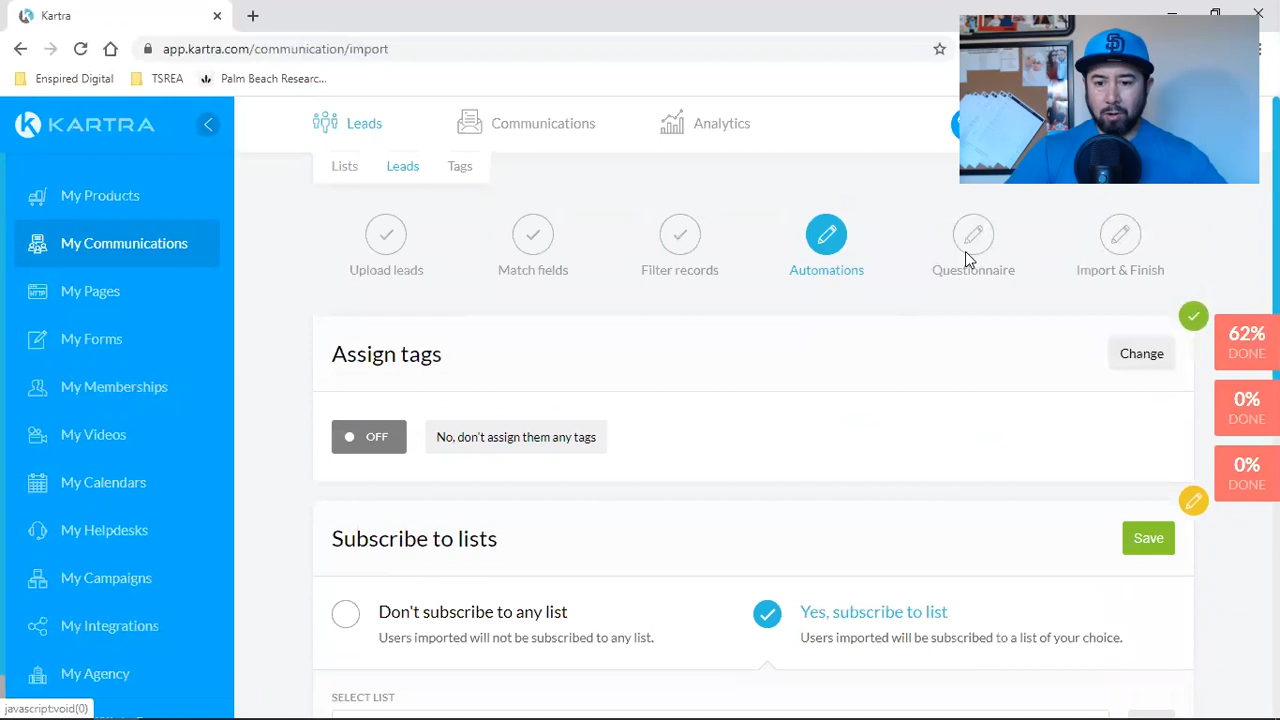 Kartra
app.kartra.com/communication/import
Enspired Digital
TSREA
Palm Beach Researc...
KARTRA
Leads
Communications
Analytics
Lists
Leads
Tags
My Products
My Communications
My Pages
My Forms
My Memberships
My Videos
My Calendars
My Helpdesks
My Campaigns
My Integrations
My Agency
Upload leads
Match fields
Filter records
Automations
Questionnaire
Import & Finish
Assign tags
Change
OFF
No, don't assign them any tags
62%
DONE
0%
DONE
0%
DONE
Subscribe to lists
Save
Don't subscribe to any list
Users imported will not be subscribed to any list.
Yes, subscribe to list
Users imported will be subscribed to a list of your choice.
SELECT LIST
javascript:void(0)